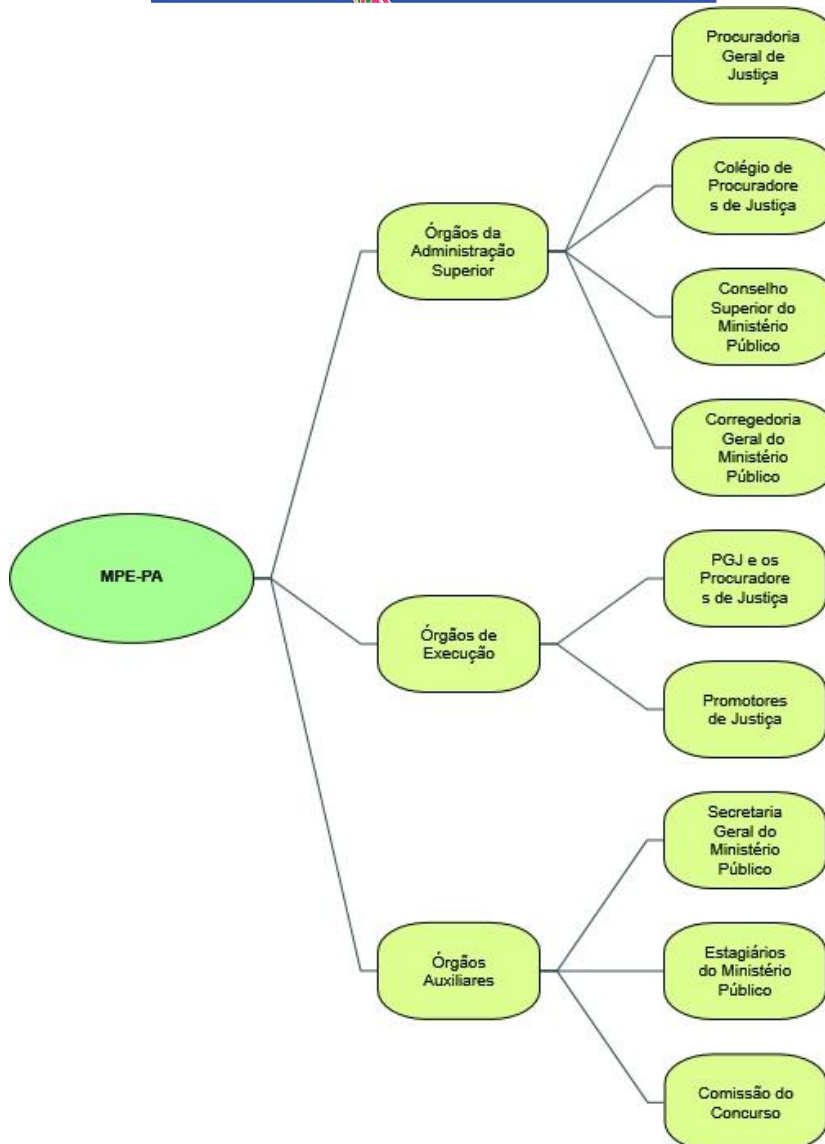 Procuradoria
Geral de
Justiça
Colégio de
Procuradore
s de Justiça
Órgãos da
Administração
Superior
Conselho
Superior do
Ministério
Público
Corregedoria
Geral do
Ministério
Público
MPE-PA
PGJ e os
Procuradore
s de Justiça
Órgãos de
Execução
Promotores
de Justiça
Secretaria
Geral do
Ministério
Público
Órgãos
Auxiliares
Estagiários
do Ministério
Público
Comissão do
Concurso